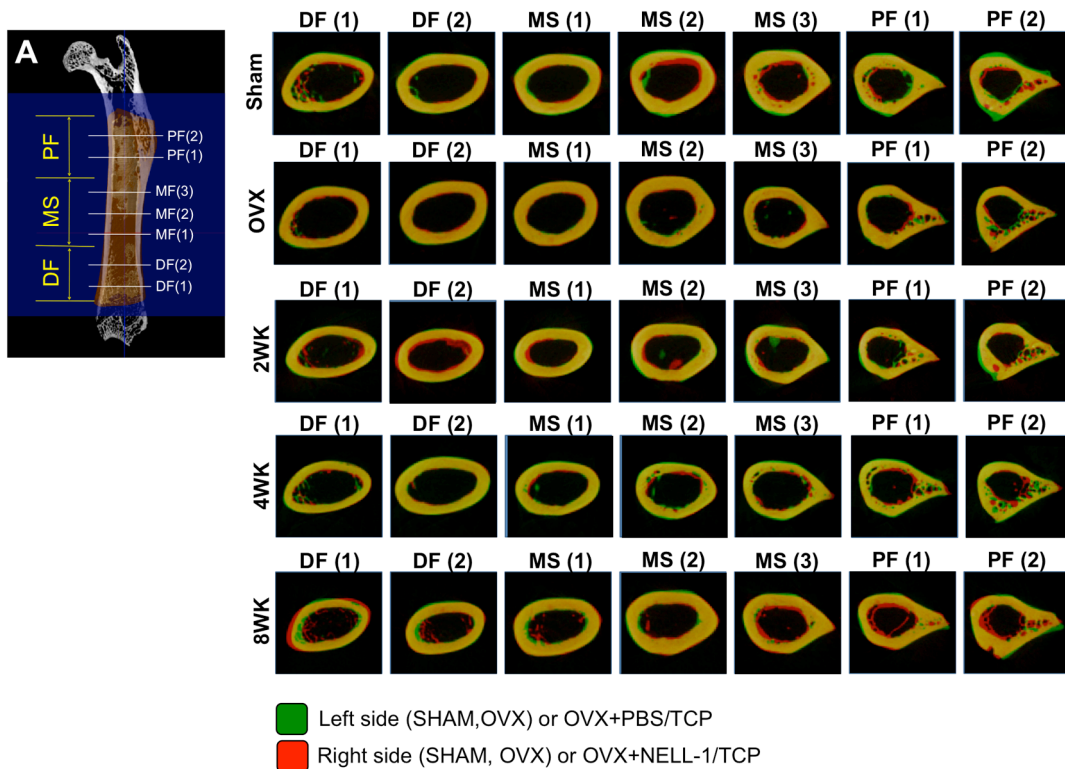 A
PF
MS
DF
PF(2)
PF(1)
MF(3)
MF(2)
MF(1)
DF(2)
DF(1)
DF (1) DF (2) MS (1) MS (2) MS (3) PF (1) PF (2)
Sham
DF (1) DF (2) MS (1) MS (2) MS (3) PF (1) PF (2)
OVX
DF (1) DF (2) MS (1) MS (2) MS (3) PF (1) PF (2)
2WK
DF (1) DF (2) MS (1) MS (2) MS (3) PF (1) PF (2)
4WK
DF (1) DF (2) MS (1) MS (2) MS (3) PF (1) PF (2)
8WK
Left side (SHAM,OVX) or OVX+PBS/TCP
Right side (SHAM, OVX) or OVX+NELL-1/TCP